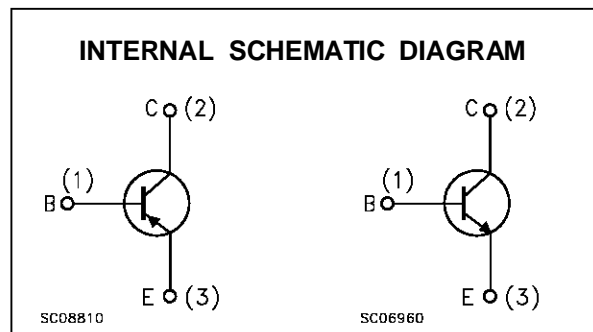 INTERNAL SCHEMATIC DIAGRAM
C (2) C (2)
(1) (1)
B B
E (3) E (3)
SC08810 SC06960